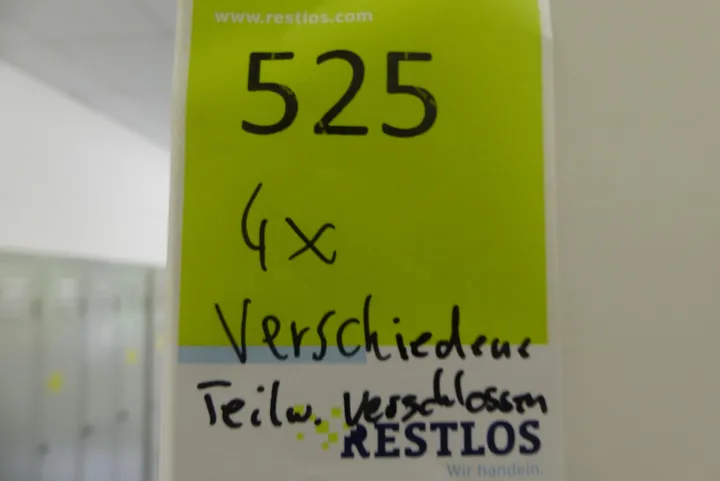 www.restlos.com
525
4x
Verschiedene
Teilw. verschlossen
RESTLOS
Wir handeln.